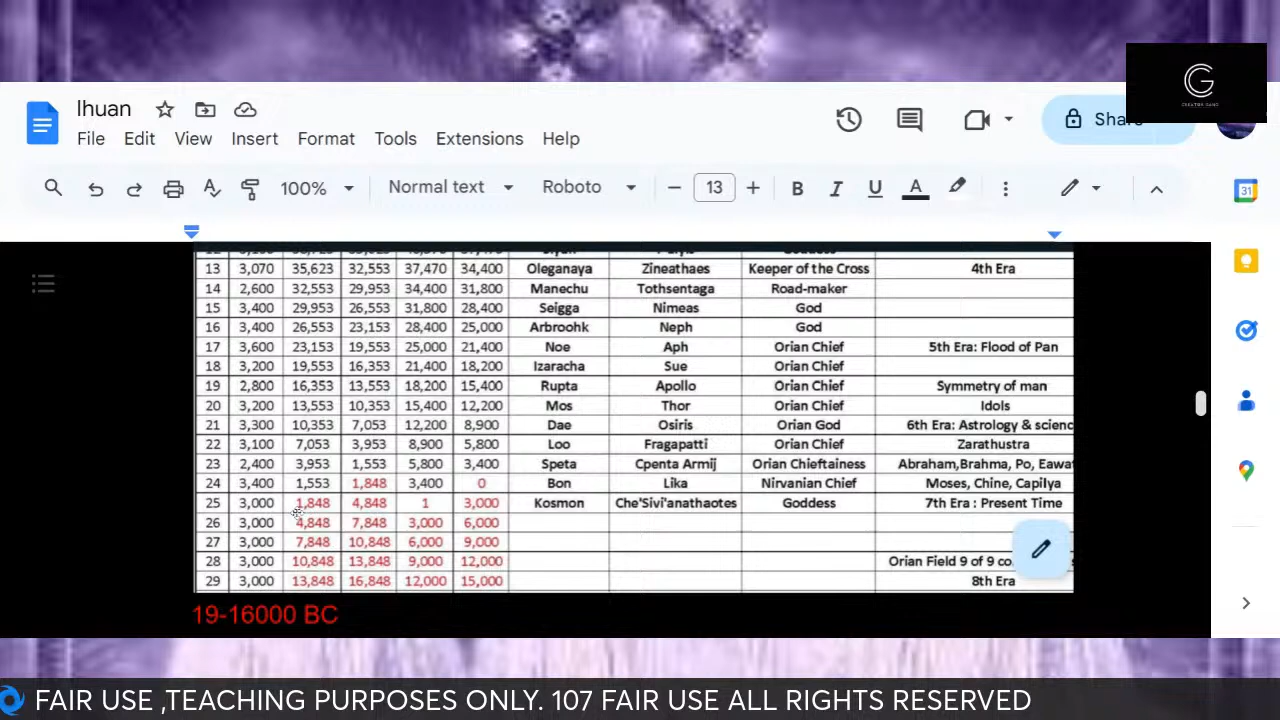 Ihuan
File Edit View Insert Format Tools Extensions Help
Share
100% Normal text Roboto 13
31
13 3,070 35,623 32,553 37,470 34,400 Oleganaya Zineathaes Keeper of the Cross 4th Era
14 2,600 32,553 29,953 34,400 31,800 Manechu Tothsentaga Road-maker
15 3,400 29,953 26,553 31,800 28,400 Seigga Nimeas God
16 3,400 26,553 23,153 28,400 25,000 Arbroohk Neph God
17 3,600 23,153 19,553 25,000 21,400 Noe Aph Orian Chief 5th Era: Flood of Pan
18 3,200 19,553 16,353 21,400 18,200 Izaracha Sue Orian Chief
19 2,800 16,353 13,553 18,200 15,400 Rupta Apollo Orian Chief Symmetry of man
20 3,200 13,553 10,353 15,400 12,200 Mos Thor Orian Chief Idols
21 3,300 10,353 7,053 12,200 8,900 Dae Osiris Orian God 6th Era: Astrology & scienc
22 3,100 7,053 3,953 8,900 5,800 Loo Fragapatti Orian Chief Zarathustra
23 2,400 3,953 1,553 5,800 3,400 Speta Cpenta Armij Orian Chieftainess Abraham,Brahma, Po, Eawa
24 3,400 1,553 1,848 3,400 0 Bon Lika Nirvanian Chief Moses, Chine, Capilya
25 3,000 1,848 4,848 1 3,000 Kosmon Che'Sivi'anathaotes Goddess 7th Era : Present Time
26 3,000 4,848 7,848 3,000 6,000
27 3,000 7,848 10,848 6,000 9,000
28 3,000 10,848 13,848 9,000 12,000 Orian Field 9 of 9 co
29 3,000 13,848 16,848 12,000 15,000 8th Era
19-16000 BC
FAIR USE ,TEACHING PURPOSES ONLY. 107 FAIR USE ALL RIGHTS RESERVED